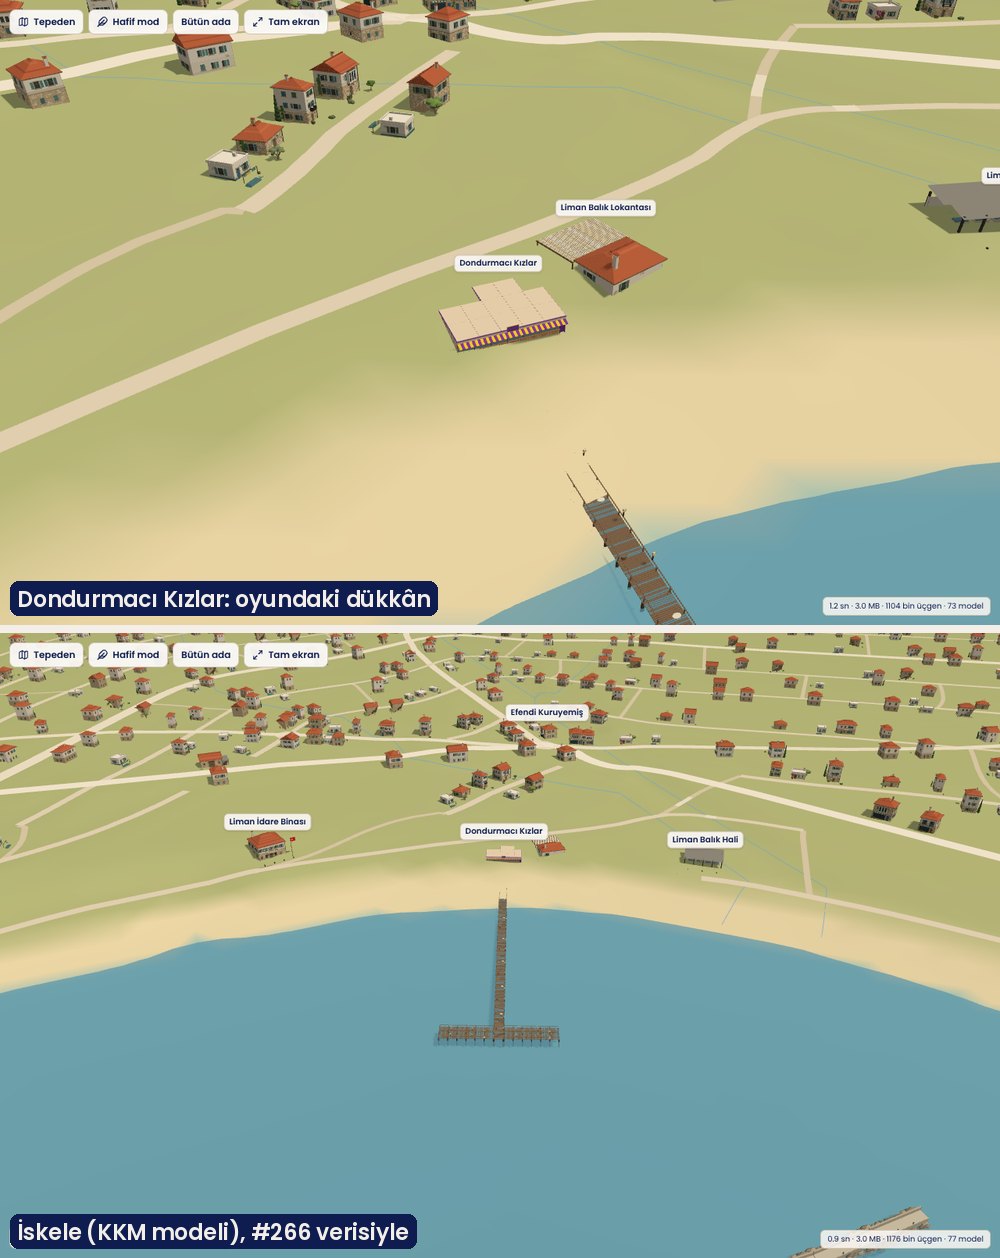 Tepeden Hafif mod Bütün ada Tam ekran
Lim
Liman Balık Lokantası
Dondurmacı Kızlar
Dondurmacı Kızlar: oyundaki dükkân
1.2 sn · 3.0 MB · 1104 bin üçgen · 73 model
Tepeden Hafif mod Bütün ada Tam ekran
Efendi Kuruyemiş
Liman İdare Binası
Dondurmacı Kızlar
Liman Balık Hali
İskele (KKM modeli), #266 verisiyle
0.9 sn · 3.0 MB · 1176 bin üçgen · 77 model